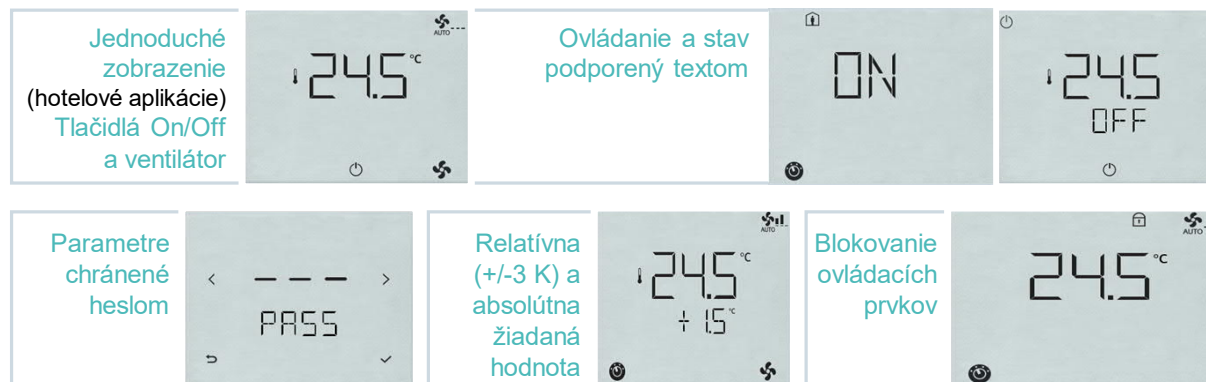 Jednoduché
zobrazenie
(hotelové aplikácie)
Tlačidlá On/Off
a ventilátor
AUTO
24.5 °C
Ovládanie a stav
podporený textom
ON
24.5
OFF
Parametre
chránené
heslom
< --- >
PASS
Relatívna
(+/-3 K) a
absolútna
žiadaná
hodnota
AUTO
24.5 °C
+ 1.5 °C
Blokovanie
ovládacích
prvkov
AUTO
24.5 °C